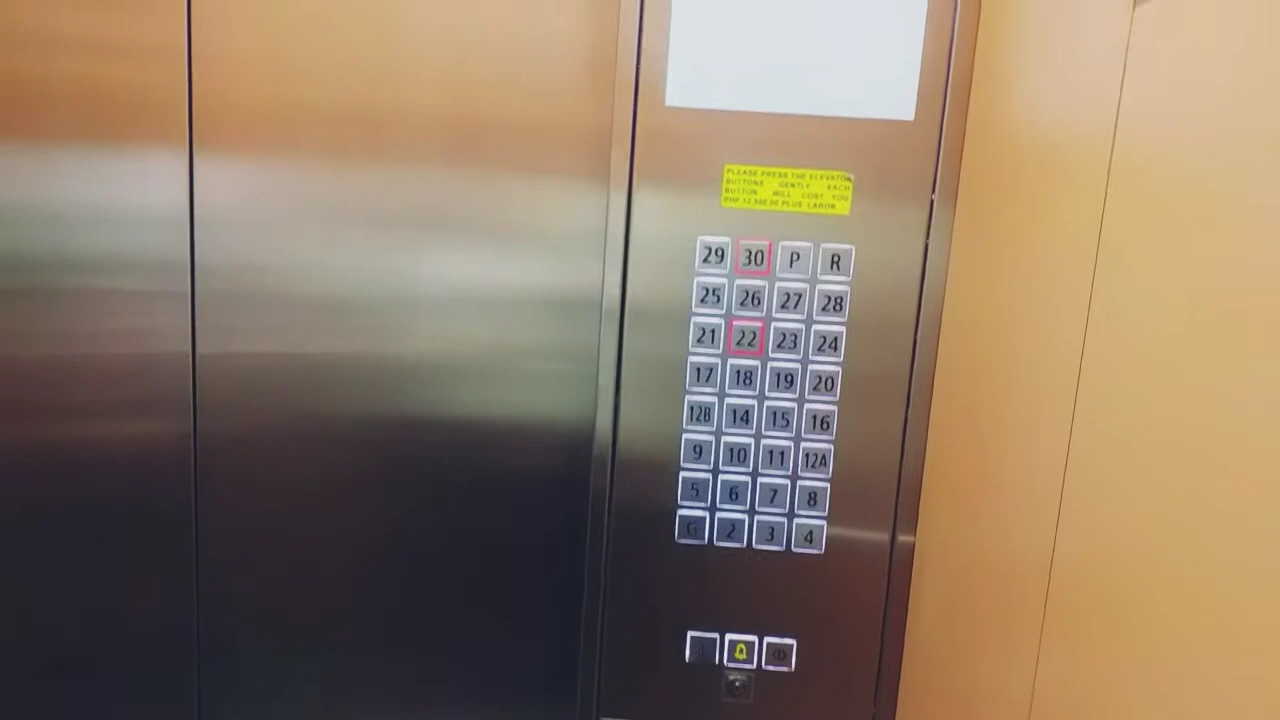 PLEASE PRESS THE ELEVATOR
BUTTONS GENTLY EACH
BUTTON WILL COST YOU
PHP 12,500.00 PLUS LABOR
29 30 P R
25 26 27 28
21 22 23 24
17 18 19 20
12B 14 15 16
9 10 11 12A
5 6 7 8
G 2 3 4